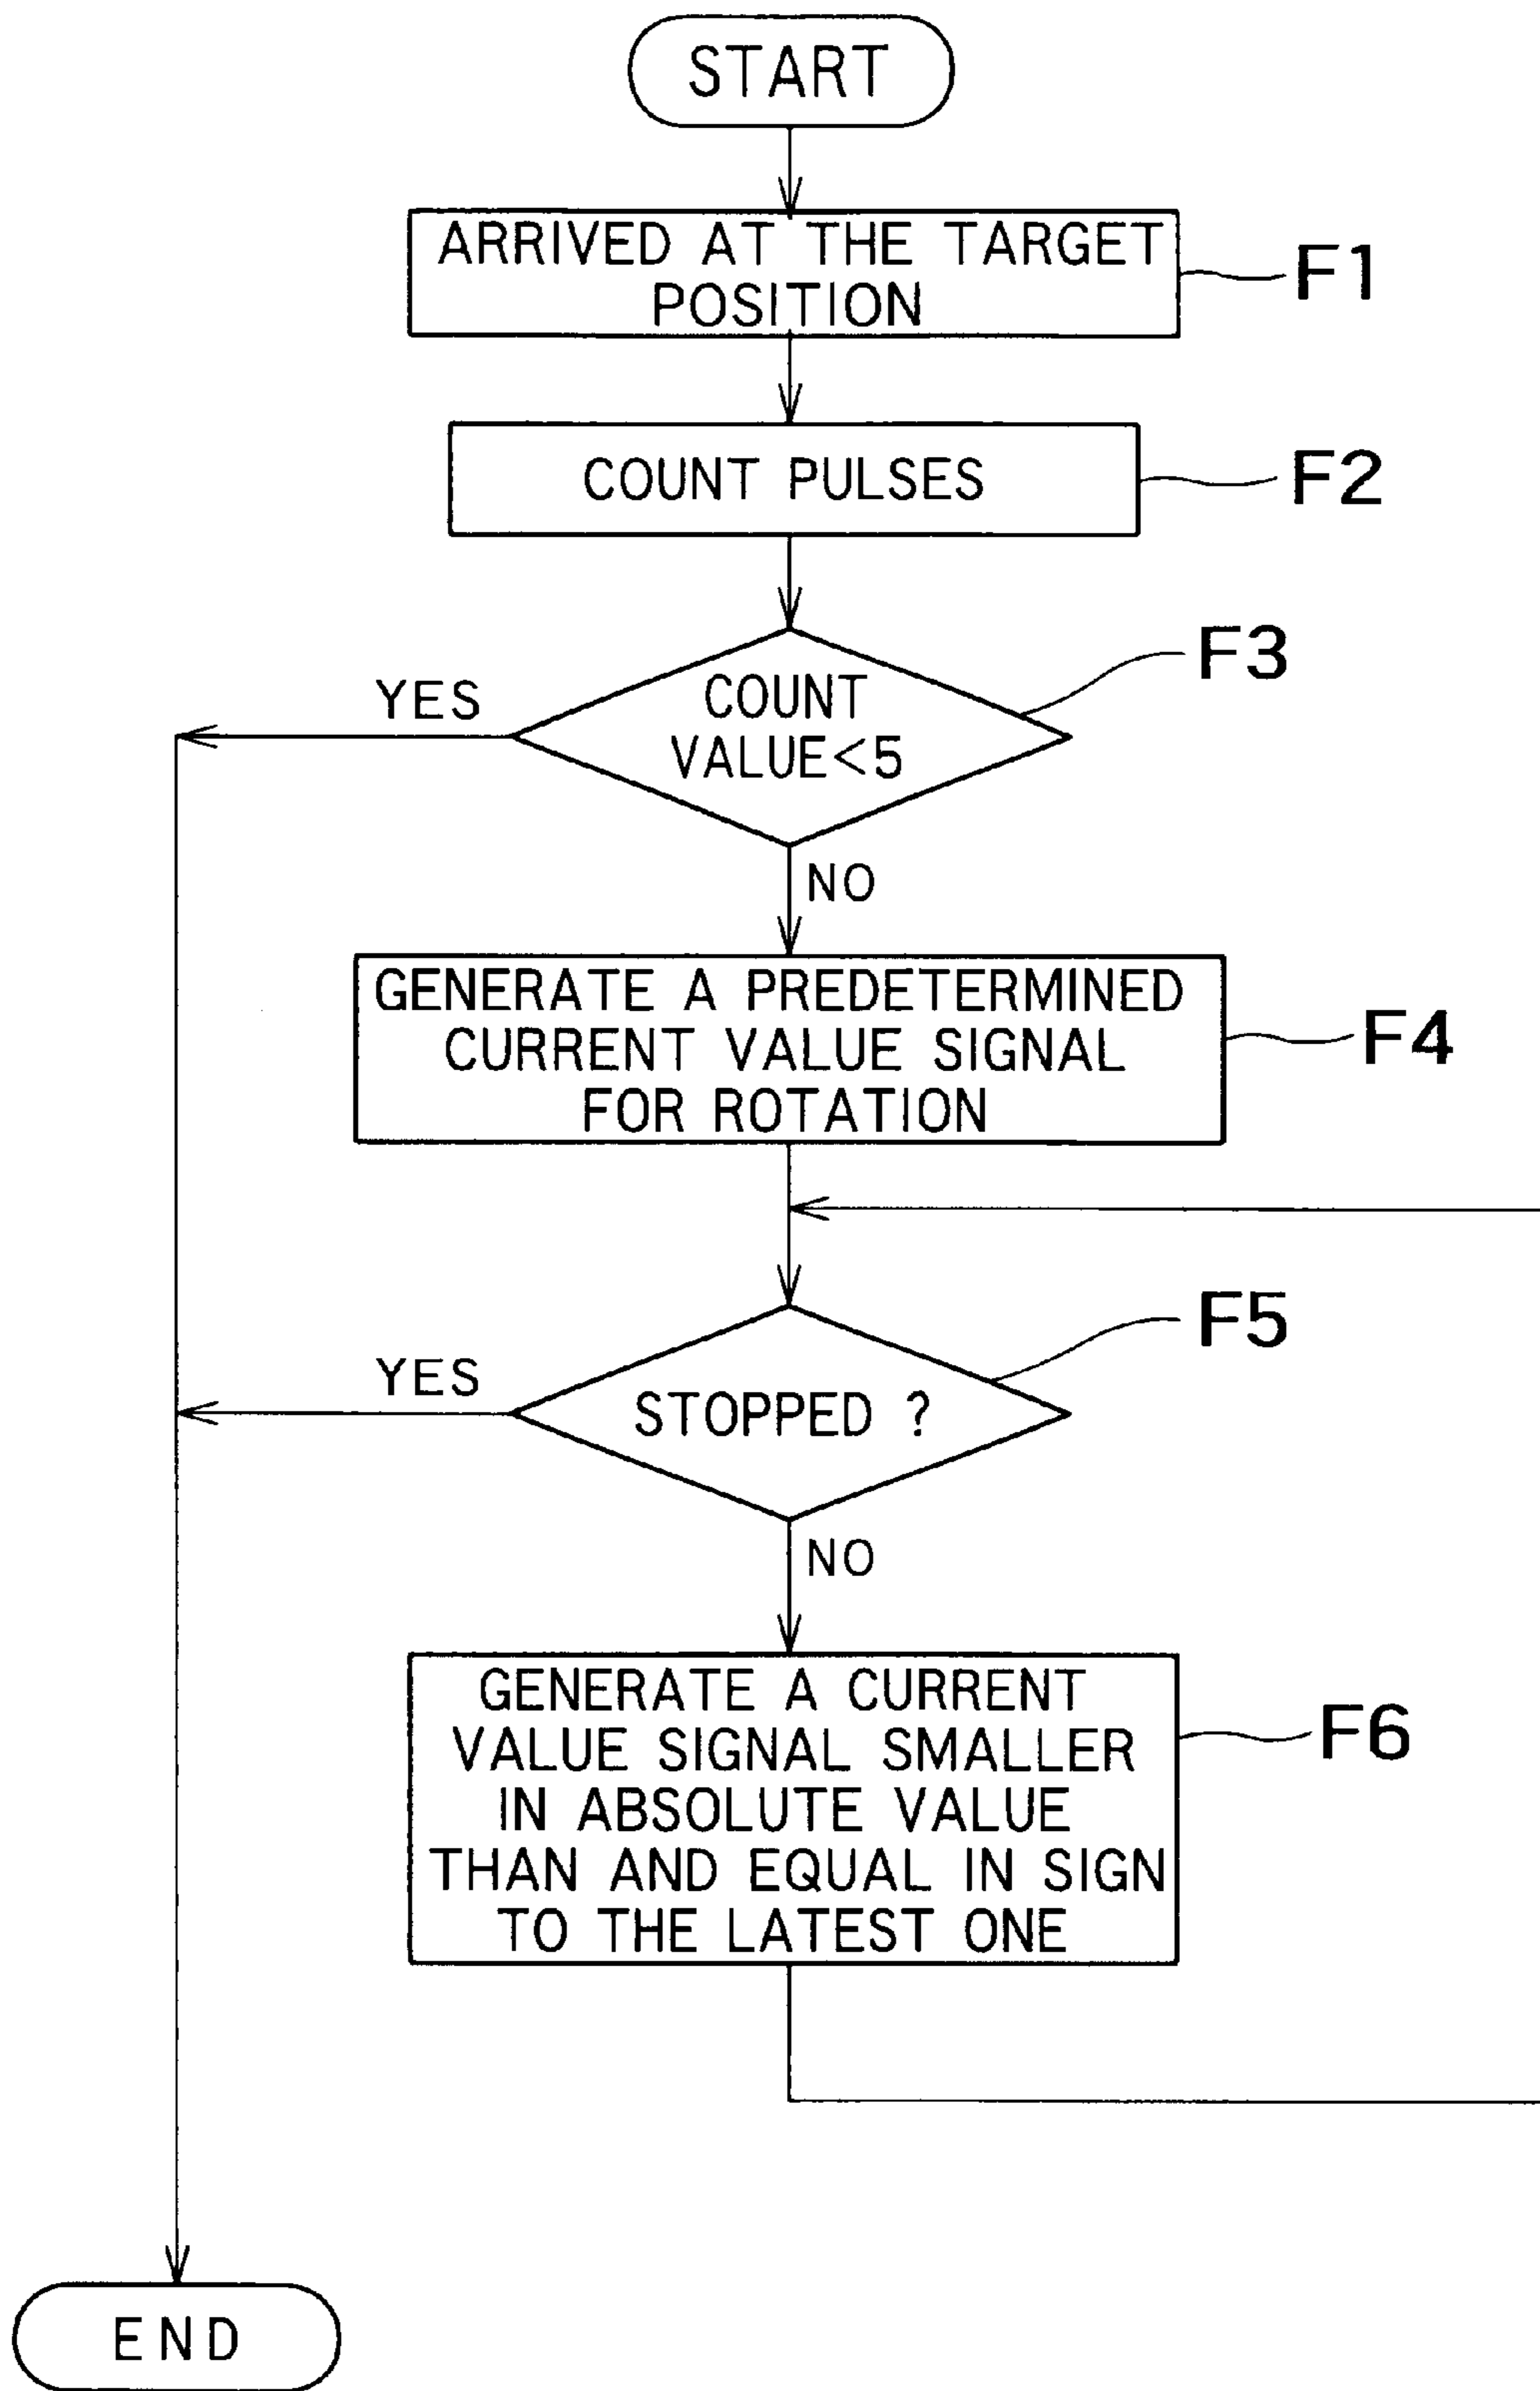 START
ARRIVED AT THE TARGET
POSITION
F1
COUNT PULSES
F2
F3
YES
COUNT
VALUE<5
NO
GENERATE A PREDETERMINED
CURRENT VALUE SIGNAL
FOR ROTATION
F4
F5
YES
STOPPED ?
NO
GENERATE A CURRENT
VALUE SIGNAL SMALLER
IN ABSOLUTE VALUE
THAN AND EQUAL IN SIGN
TO THE LATEST ONE
F6
END